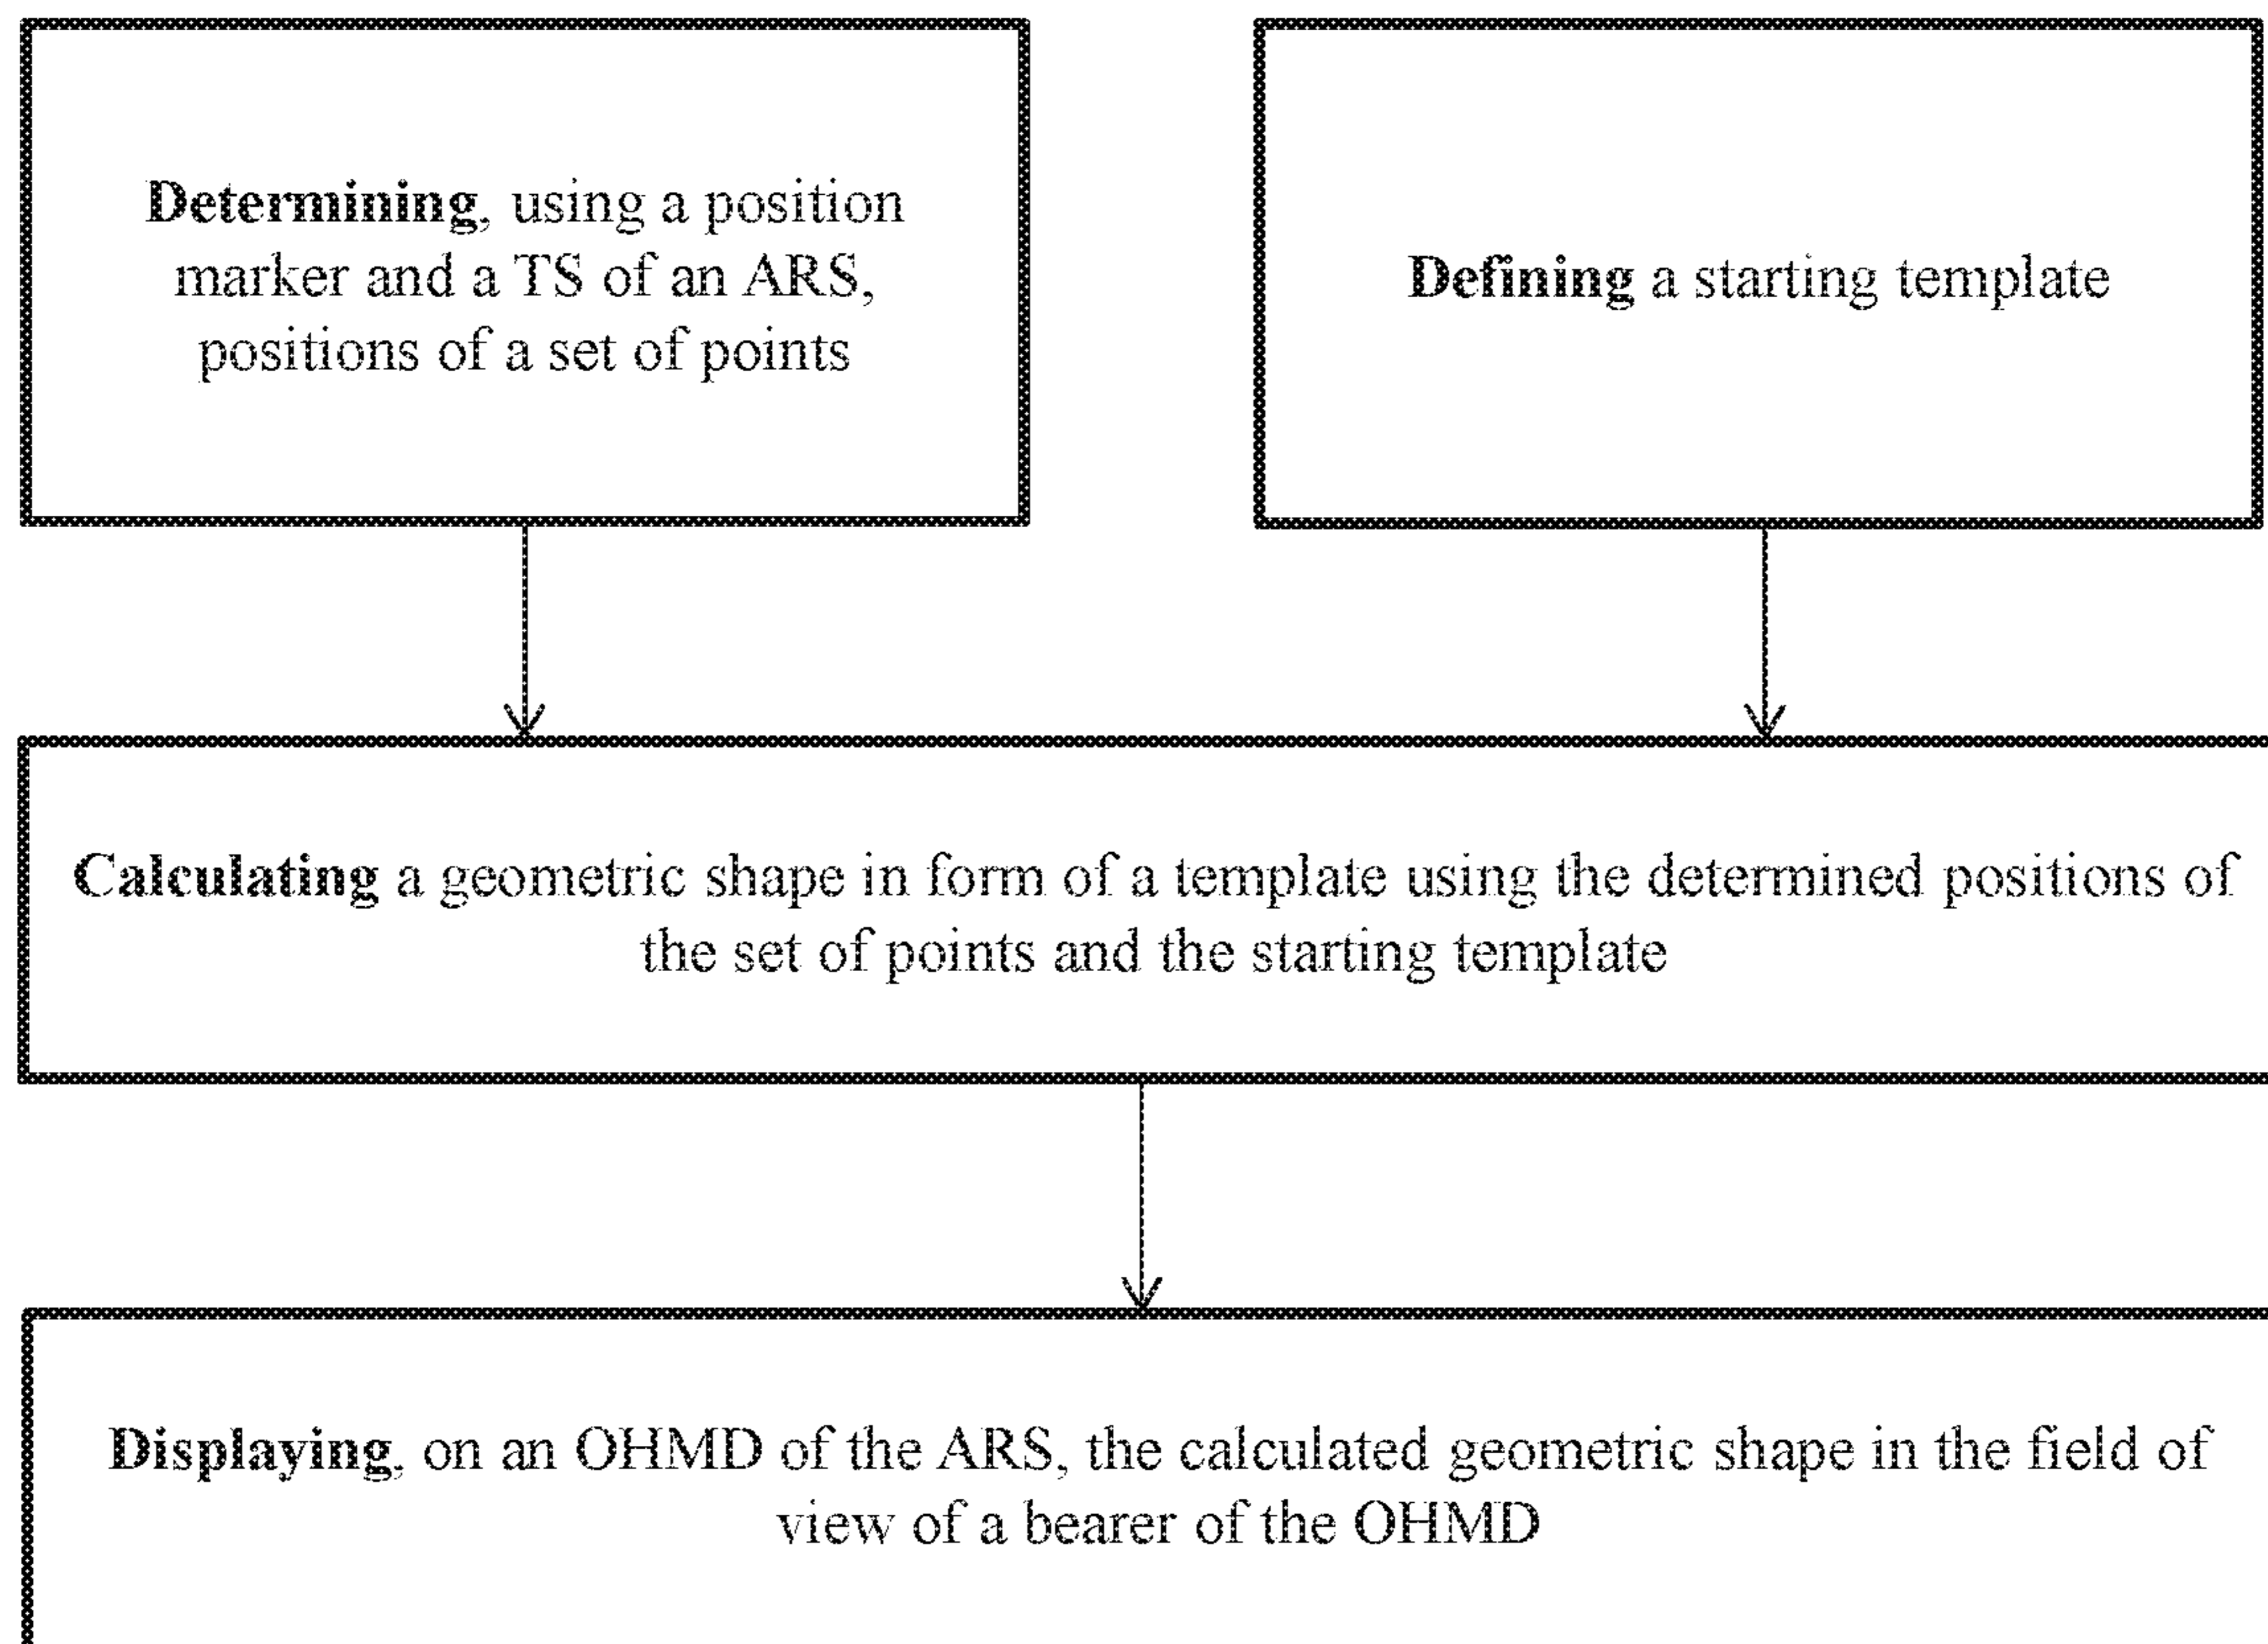 Determining, using a position
marker and a TS of an ARS,
positions of a set of points
Defining a starting template
Calculating a geometric shape in form of a template using the determined positions of
the set of points and the starting template
Displaying, on an OHMD of the ARS, the calculated geometric shape in the field of
view of a bearer of the OHMD